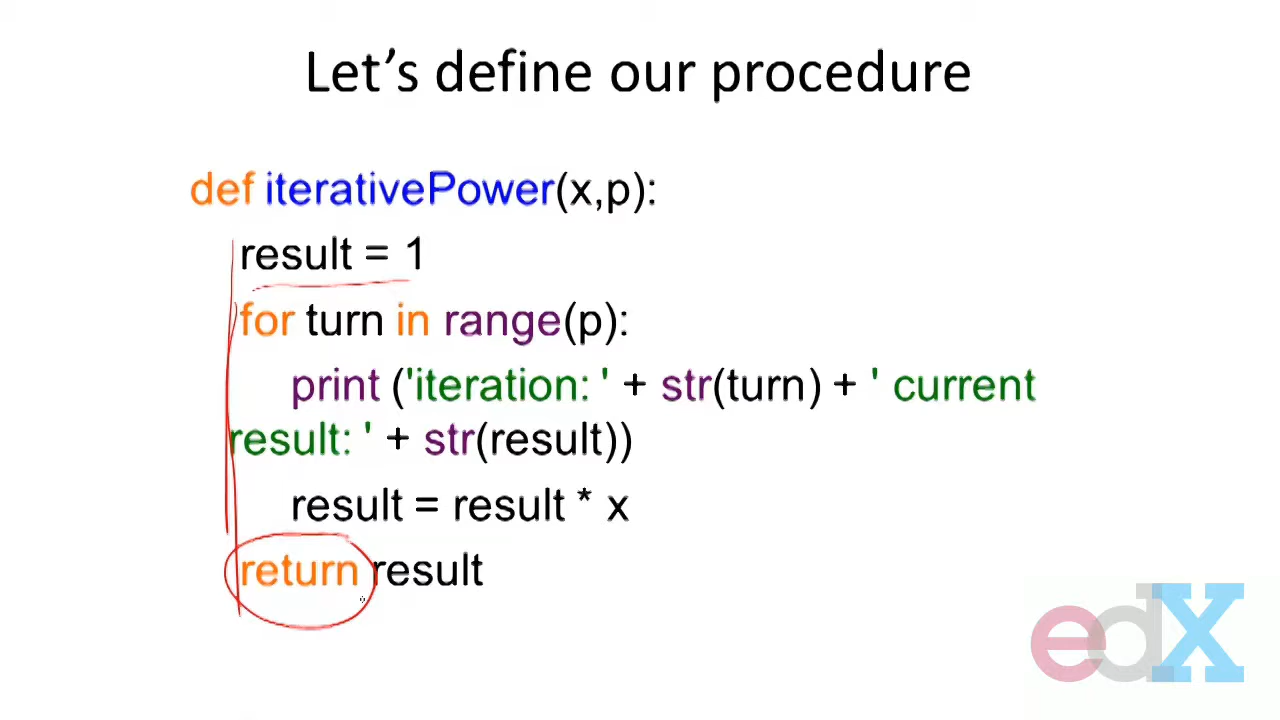 Let's define our procedure
def iterativePower(x,p):
result = 1
for turn in range(p):
print ('iteration: ' + str(turn) + ' current
result: ' + str(result))
result = result * x
return result
edX